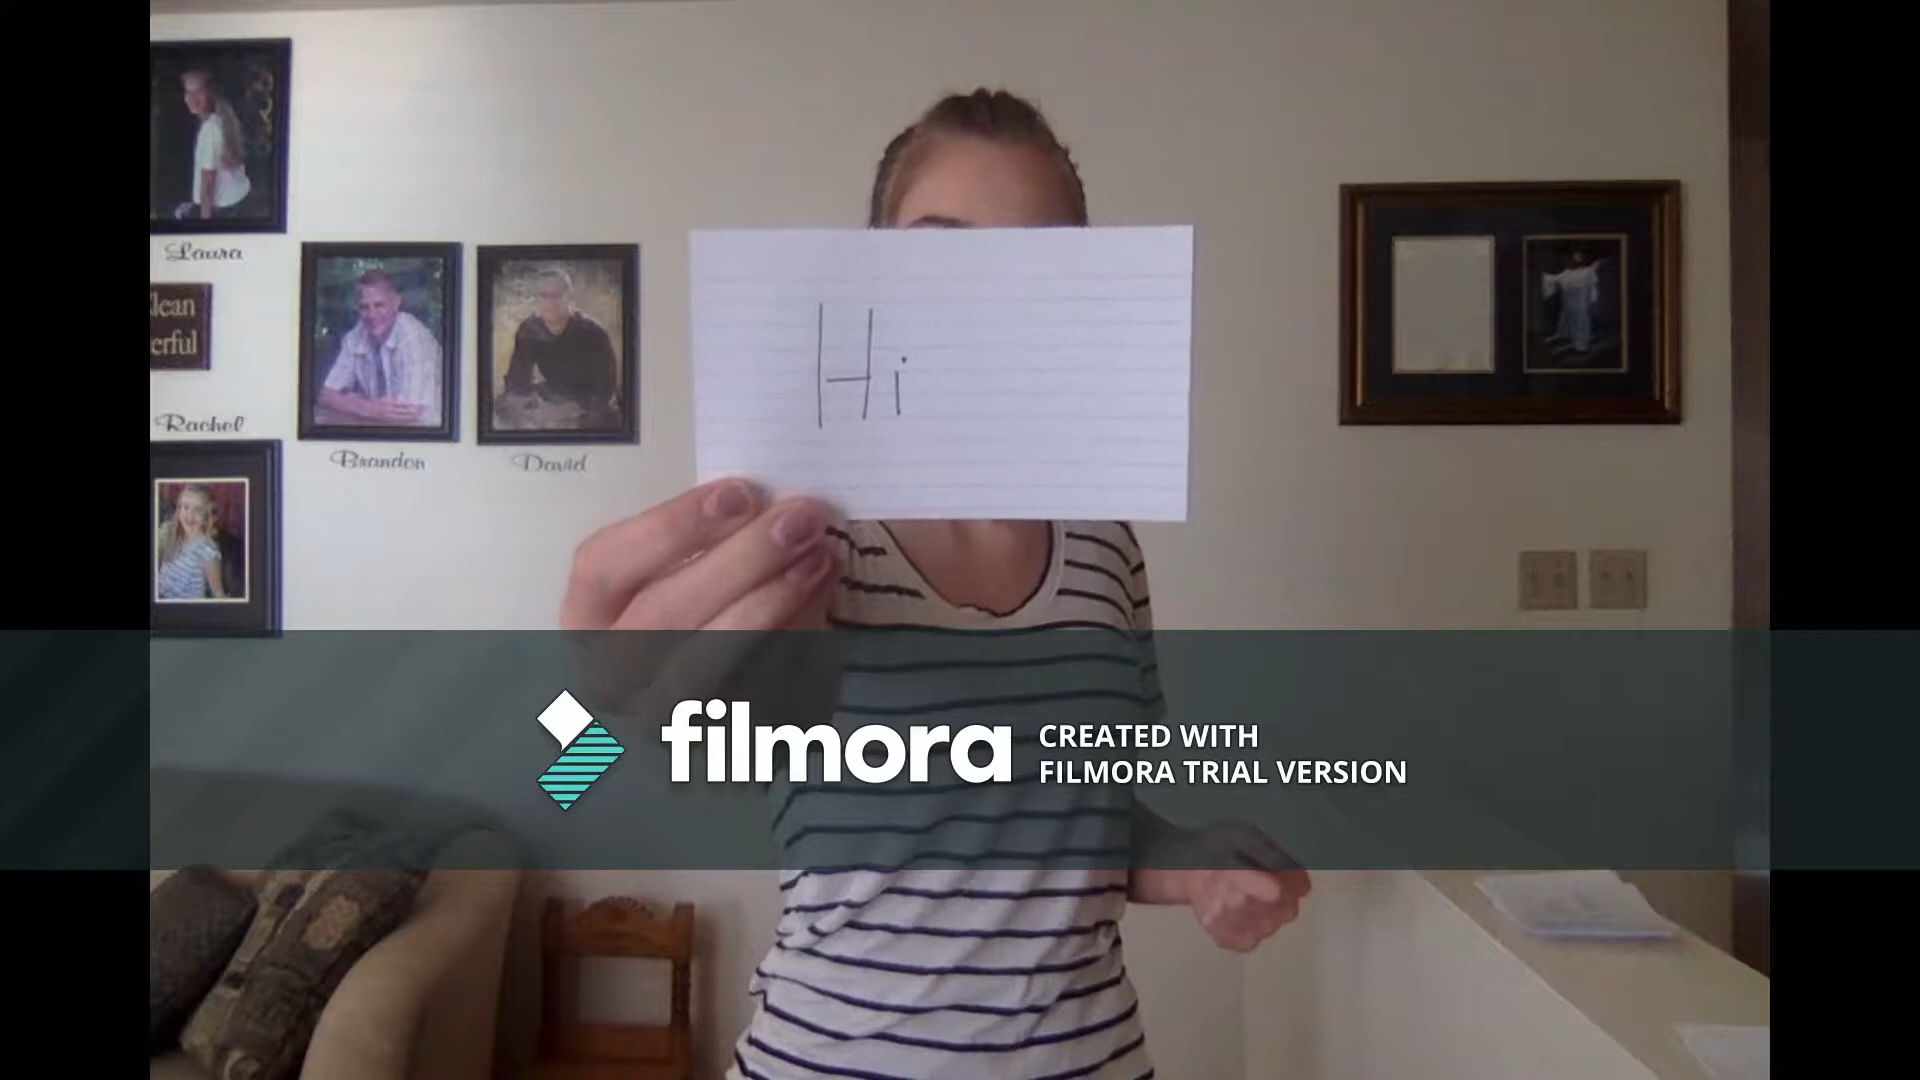 Laura
lean
erful
Rachel
Brandon
David
Hi
filmora
CREATED WITH
FILMORA TRIAL VERSION